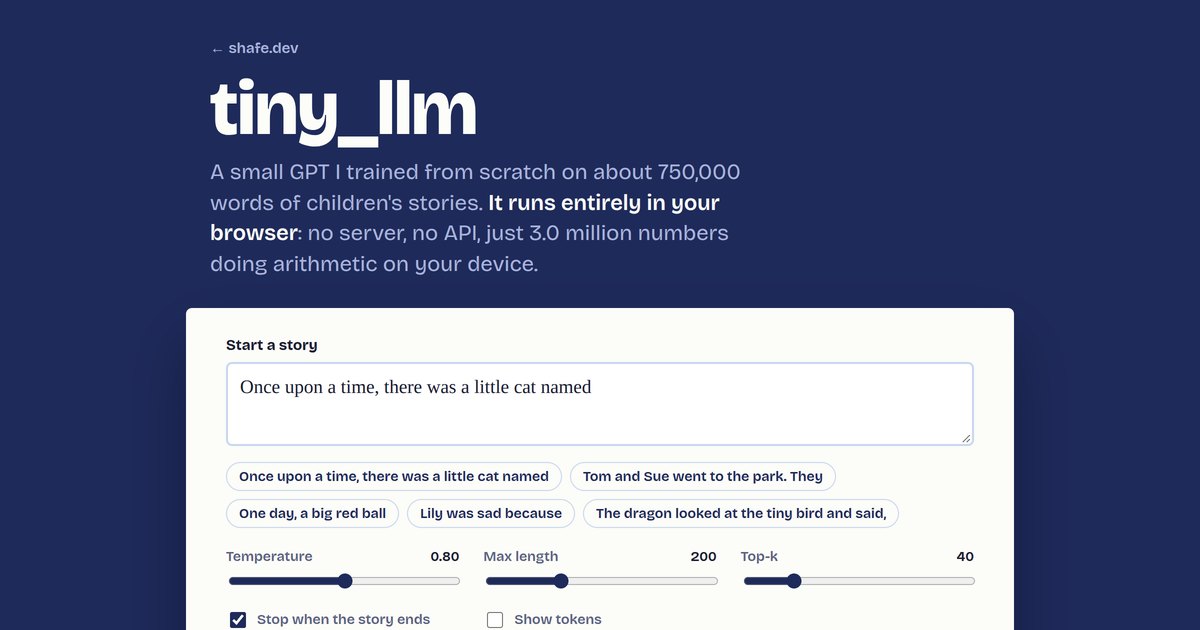 ← shafe.dev
tiny_llm
A small GPT I trained from scratch on about 750,000
words of children's stories. It runs entirely in your
browser: no server, no API, just 3.0 million numbers
doing arithmetic on your device.
Start a story
Once upon a time, there was a little cat named
Once upon a time, there was a little cat named Tom and Sue went to the park. They
One day, a big red ball Lily was sad because The dragon looked at the tiny bird and said,
Temperature 0.80 Max length 200 Top-k 40
Stop when the story ends Show tokens